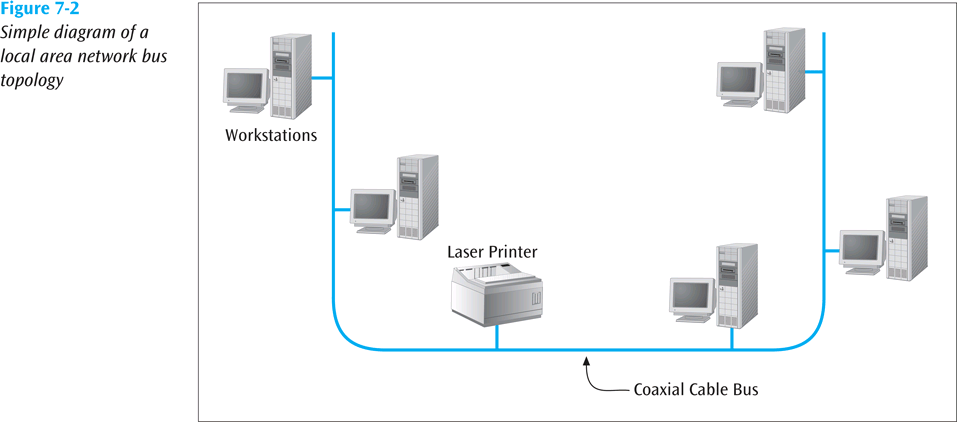 Figure 7-2
Simple diagram of a
local area network bus
topology
Workstations
Laser Printer
Coaxial Cable Bus